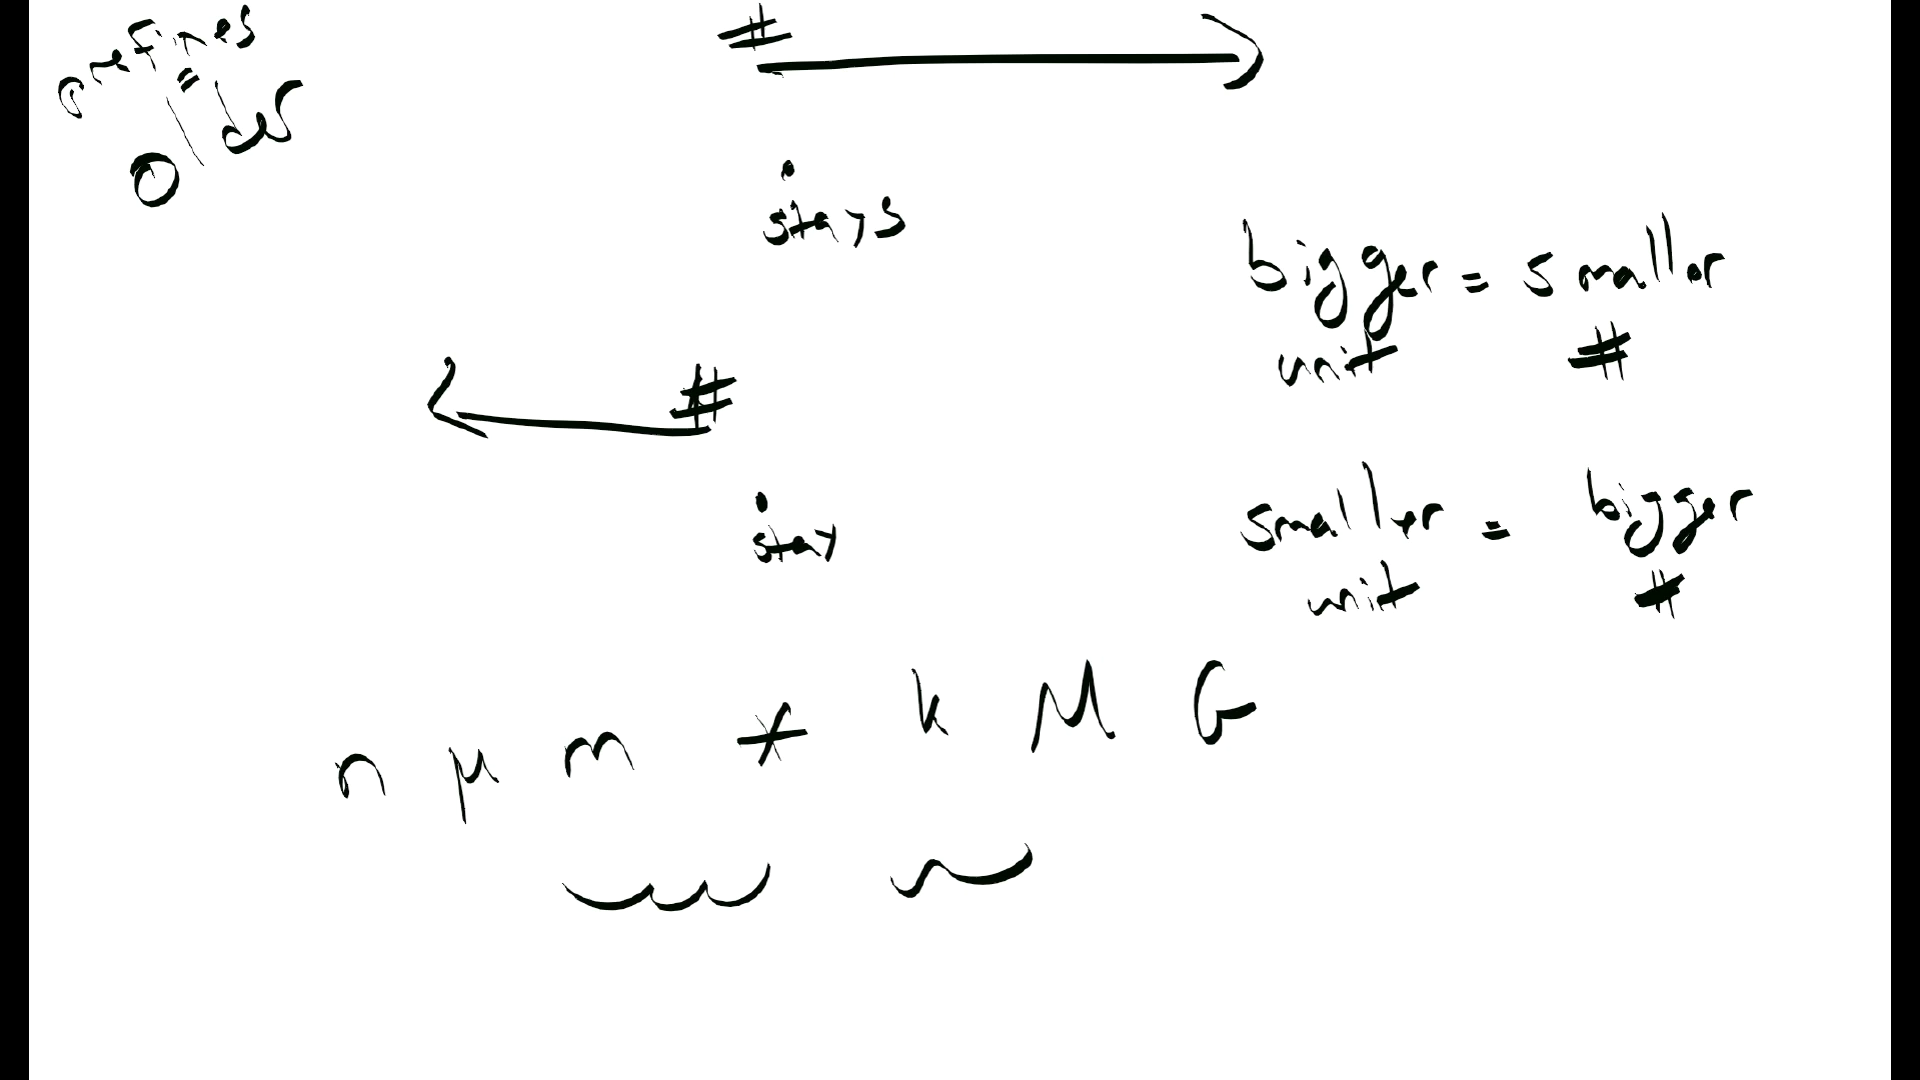 prefixes
=
older
#
stays
bigger = smaller
unit #
#
stay
smaller = bigger
unit #
n μ m * k M G